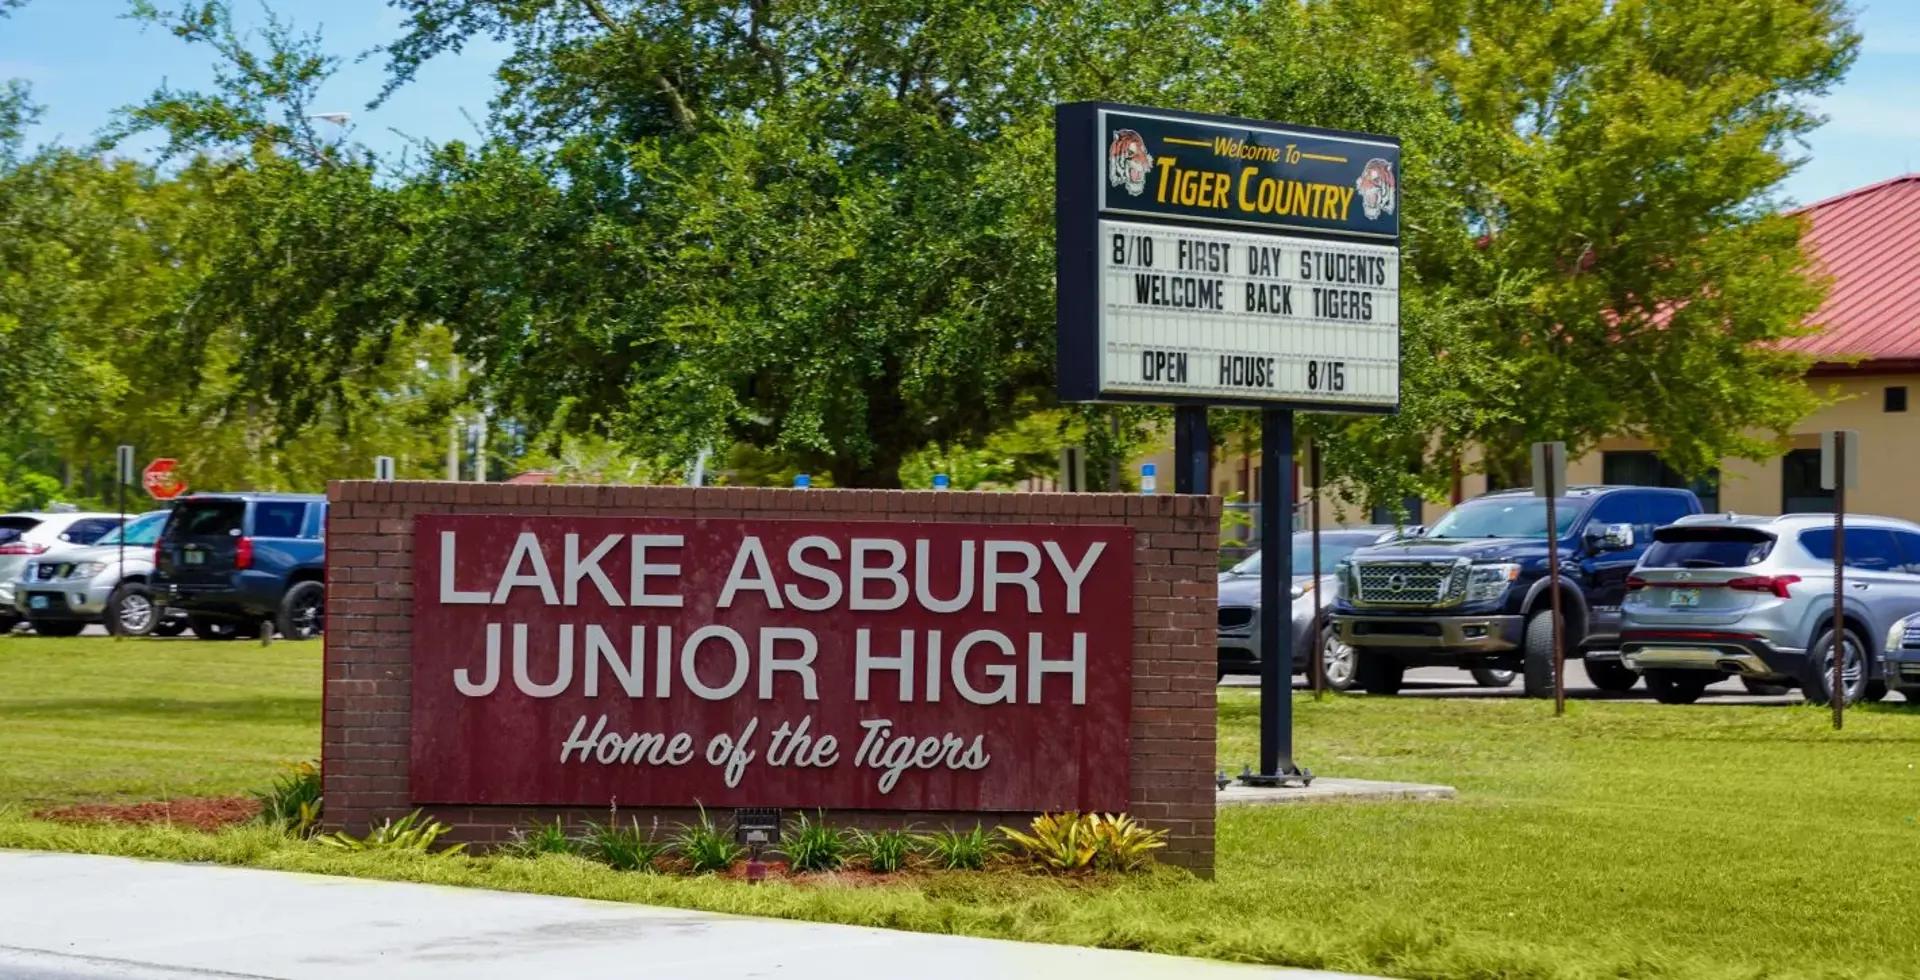 Welcome To
TIGER COUNTRY
8/10 FIRST DAY STUDENTS
WELCOME BACK TIGERS
OPEN HOUSE 8/15
STOP
LAKE ASBURY
JUNIOR HIGH
Home of the Tigers